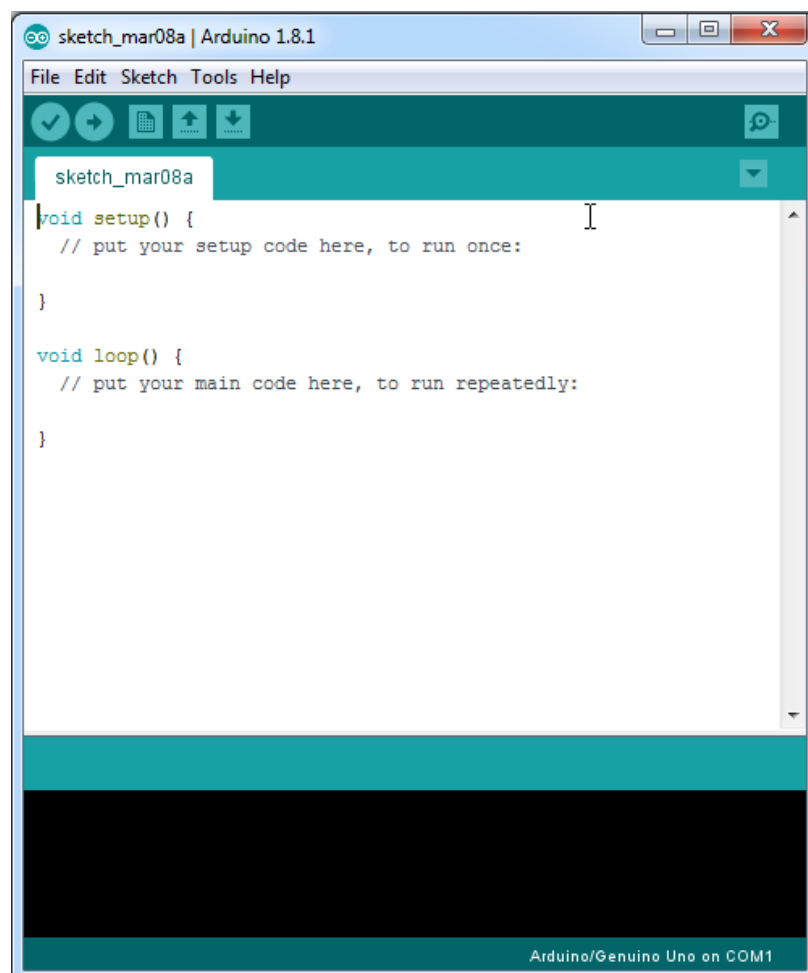 sketch_mar08a | Arduino 1.8.1
File Edit Sketch Tools Help
sketch_mar08a
void setup() {
  // put your setup code here, to run once:
}
void loop() {
  // put your main code here, to run repeatedly:
}
Arduino/Genuino Uno on COM1